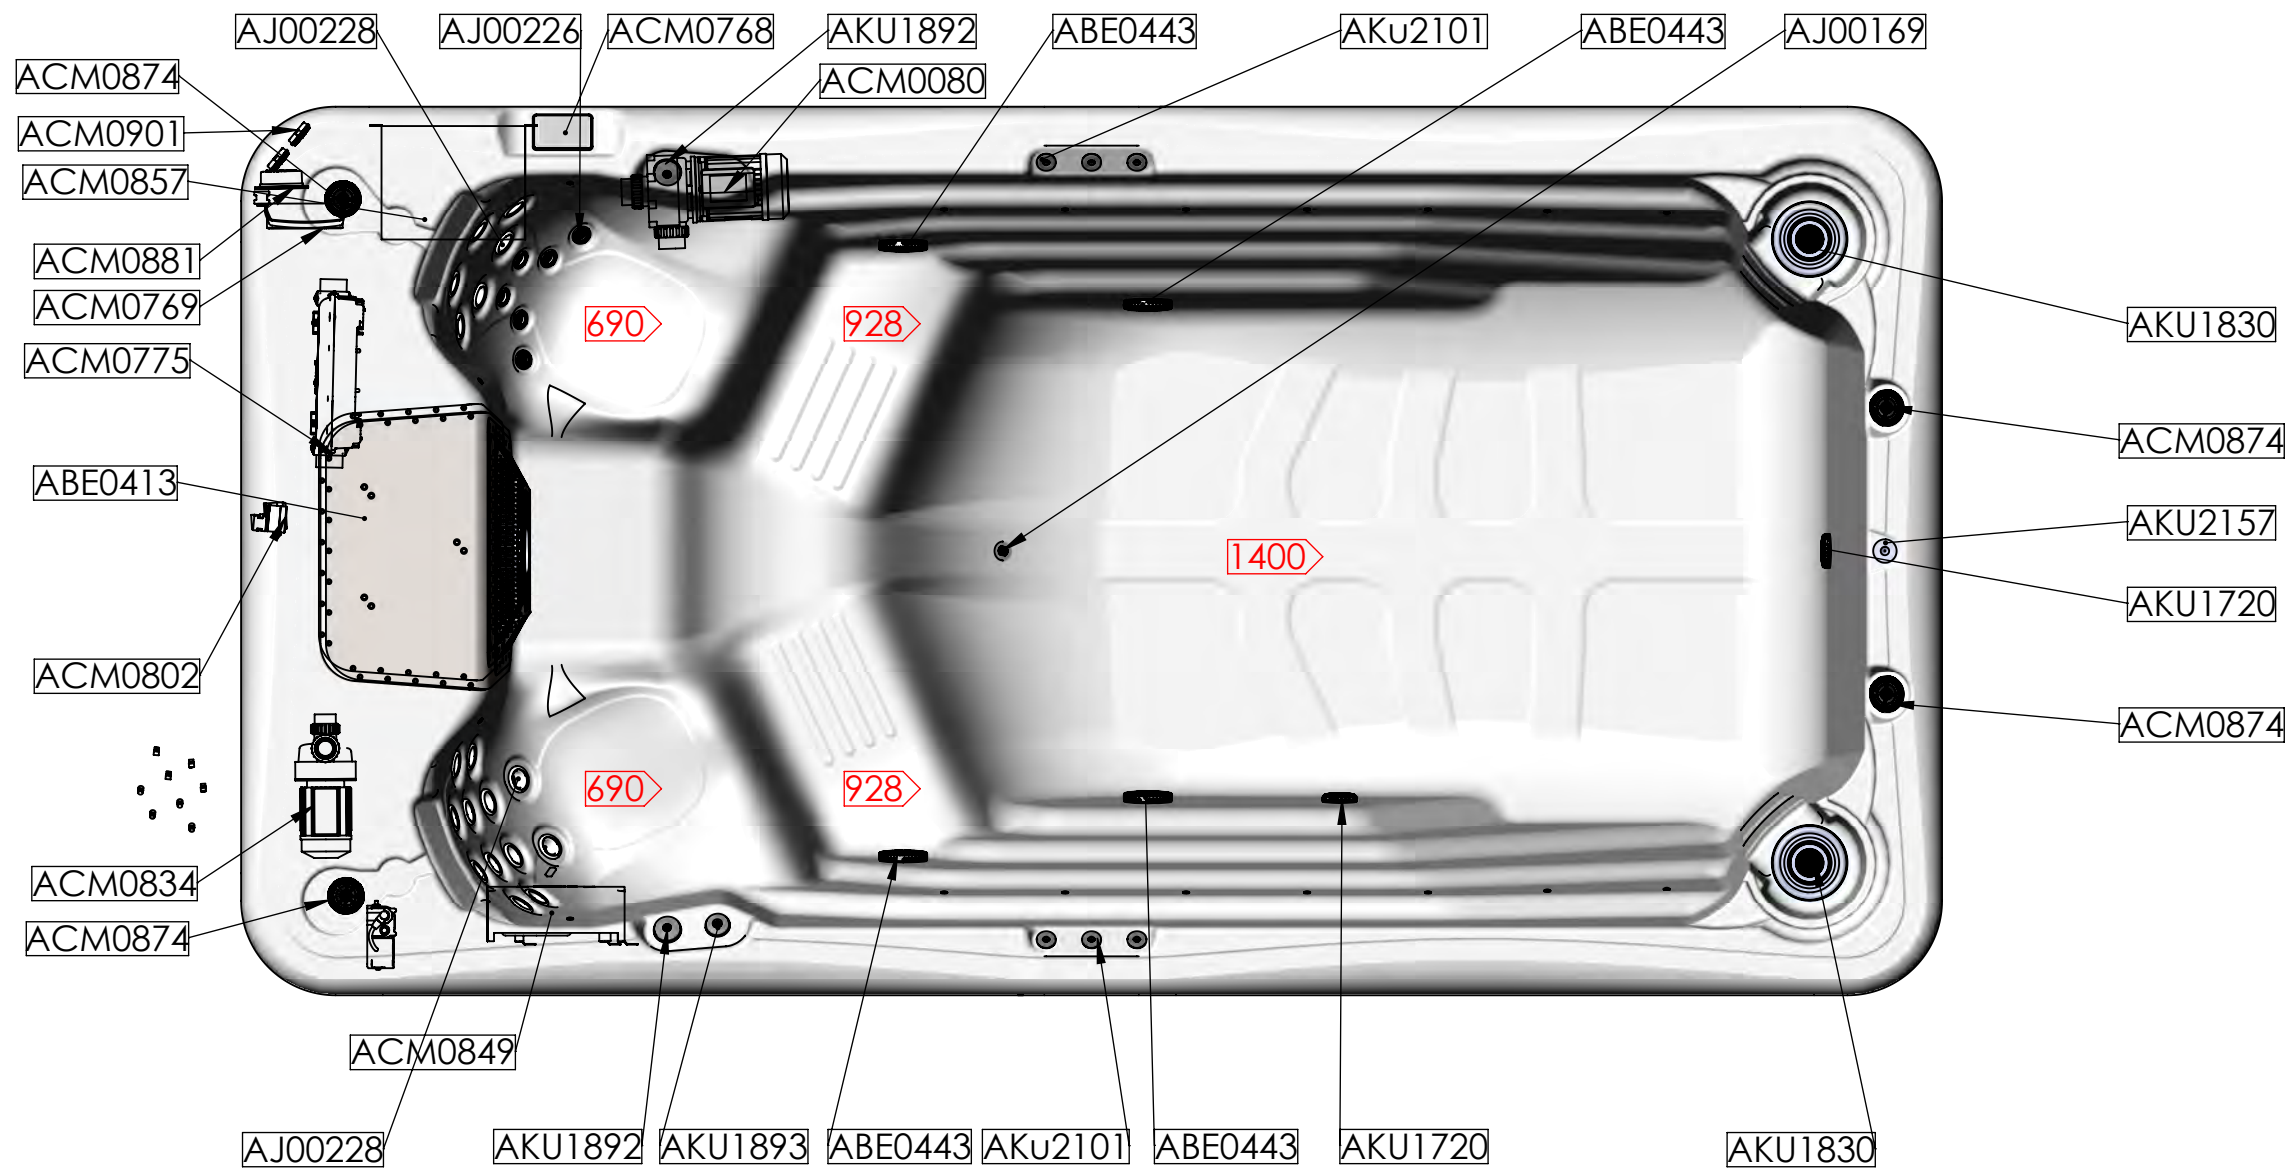 AJ00228
AJ00226
ACM0768
AKU1892
ABE0443
AKu2101
ABE0443
AJ00169
ACM0874
ACM0080
ACM0901
ACM0857
ACM0881
ACM0769
690
928
AKU1830
ACM0775
ACM0874
ABE0413
AKU2157
1400
AKU1720
ACM0802
ACM0874
690
928
ACM0834
ACM0874
ACM0849
AJ00228
AKU1892
AKU1893
ABE0443
AKu2101
ABE0443
AKU1720
AKU1830